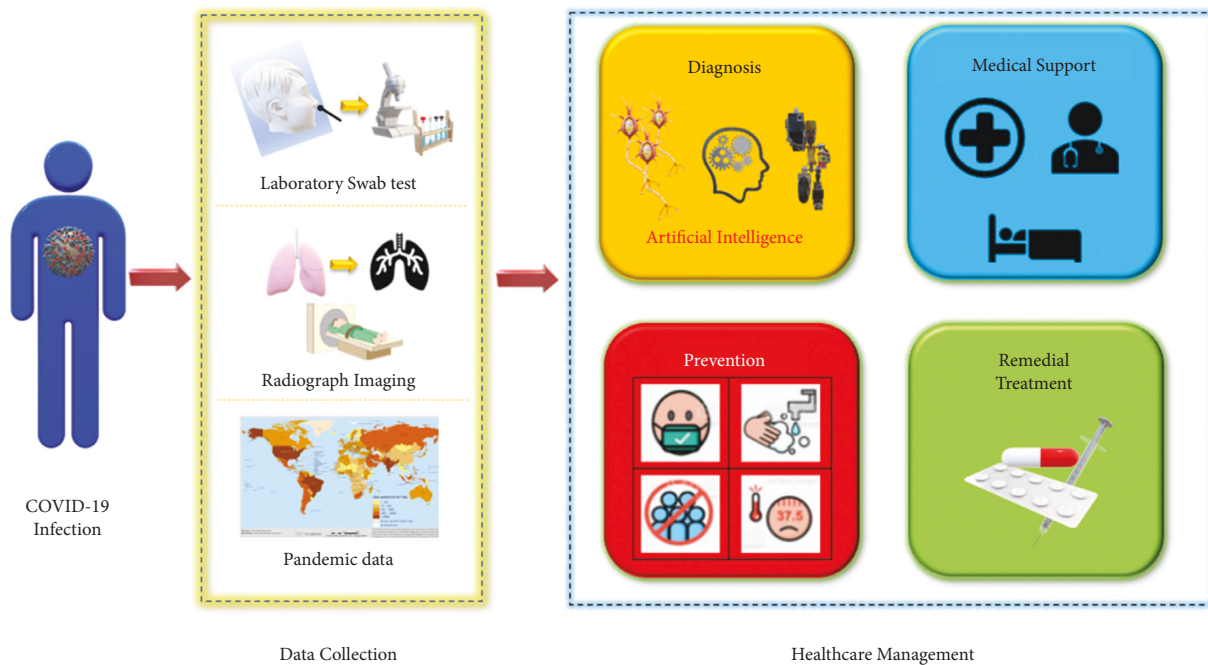 COVID-19
Infection
Laboratory Swab test
Radiograph Imaging
Pandemic data
Data Collection
Diagnosis
Artificial Intelligence
Medical Support
Prevention
37.5
Remedial
Treatment
Healthcare Management